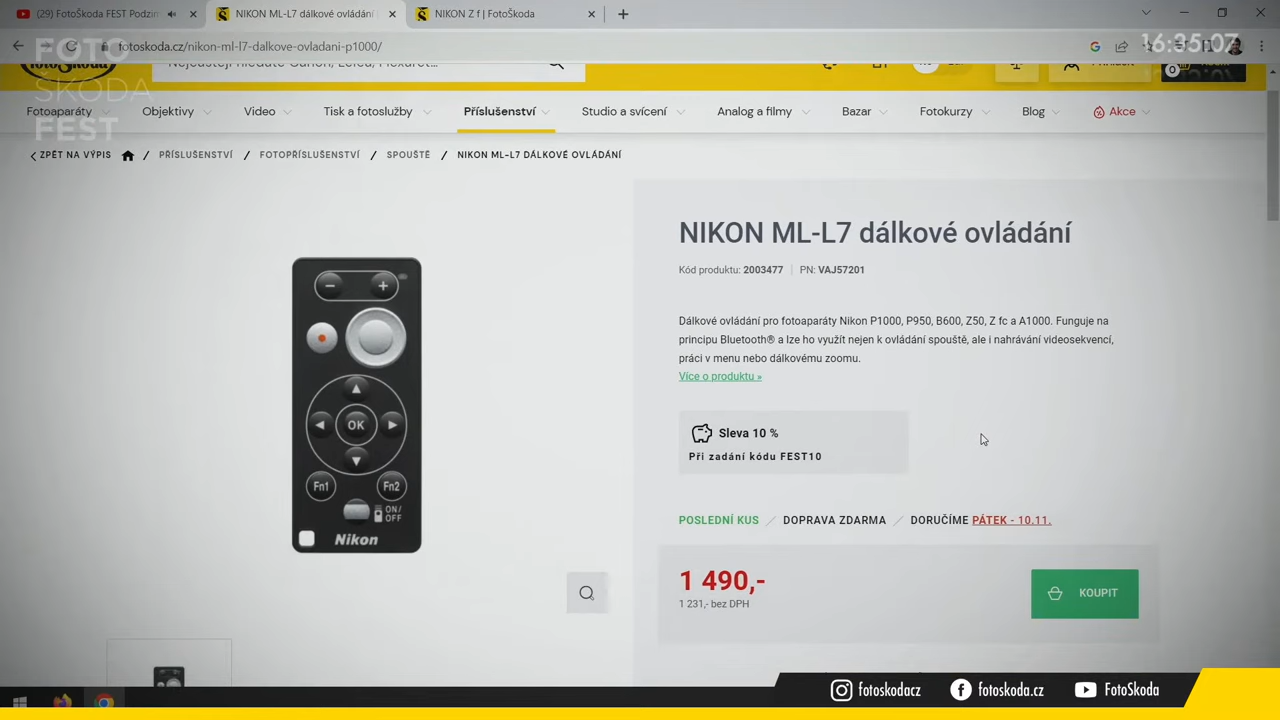 (29) FotoŠkoda FEST Podzim
NIKON ML-L7 dálkové ovládání
NIKON Z f | FotoŠkoda
fotoskoda.cz/nikon-ml-l7-dalkove-ovladani-p1000/
16:35:07
FOTO
ŠKODA
FEST
0
Fotoaparáty
Objektivy
Video
Tisk a fotoslužby
Příslušenství
Studio a svícení
Analog a filmy
Bazar
Fotokurzy
Blog
Akce
ZPĚT NA VÝPIS / PŘÍSLUŠENSTVÍ / FOTOPŘÍSLUŠENSTVÍ / SPOUŠTĚ / NIKON ML-L7 DÁLKOVÉ OVLÁDÁNÍ
NIKON ML-L7 dálkové ovládání
Kód produktu: 2003477 | PN: VAJ57201
Dálkové ovládání pro fotoaparáty Nikon P1000, P950, B600, Z50, Z fc a A1000. Funguje na
principu Bluetooth® a lze ho využít nejen k ovládání spouště, ale i nahrávání videosekvencí,
práci v menu nebo dálkovému zoomu.
Více o produktu »
Sleva 10 %
Při zadání kódu FEST10
POSLEDNÍ KUS / DOPRAVA ZDARMA / DORUČÍME PÁTEK - 10.11.
1 490,-
1 231,- bez DPH
KOUPIT
OK
Fn1
Fn2
ON/
OFF
Nikon
fotoskodacz
fotoskoda.cz
FotoŠkoda